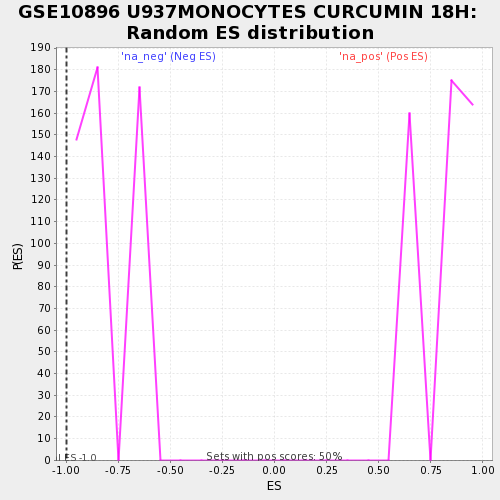 GSE10896 U937MONOCYTES CURCUMIN 18H:
Random ES distribution
'na_neg' (Neg ES)
'na_pos' (Pos ES)
190
180
170
160
150
140
130
120
110
100
90
80
70
60
50
40
30
20
10
0
P(ES)
Sets with pos scores: 50%
-1.00 -0.75 -0.50 -0.25 0.00 0.25 0.50 0.75 1.00
ES